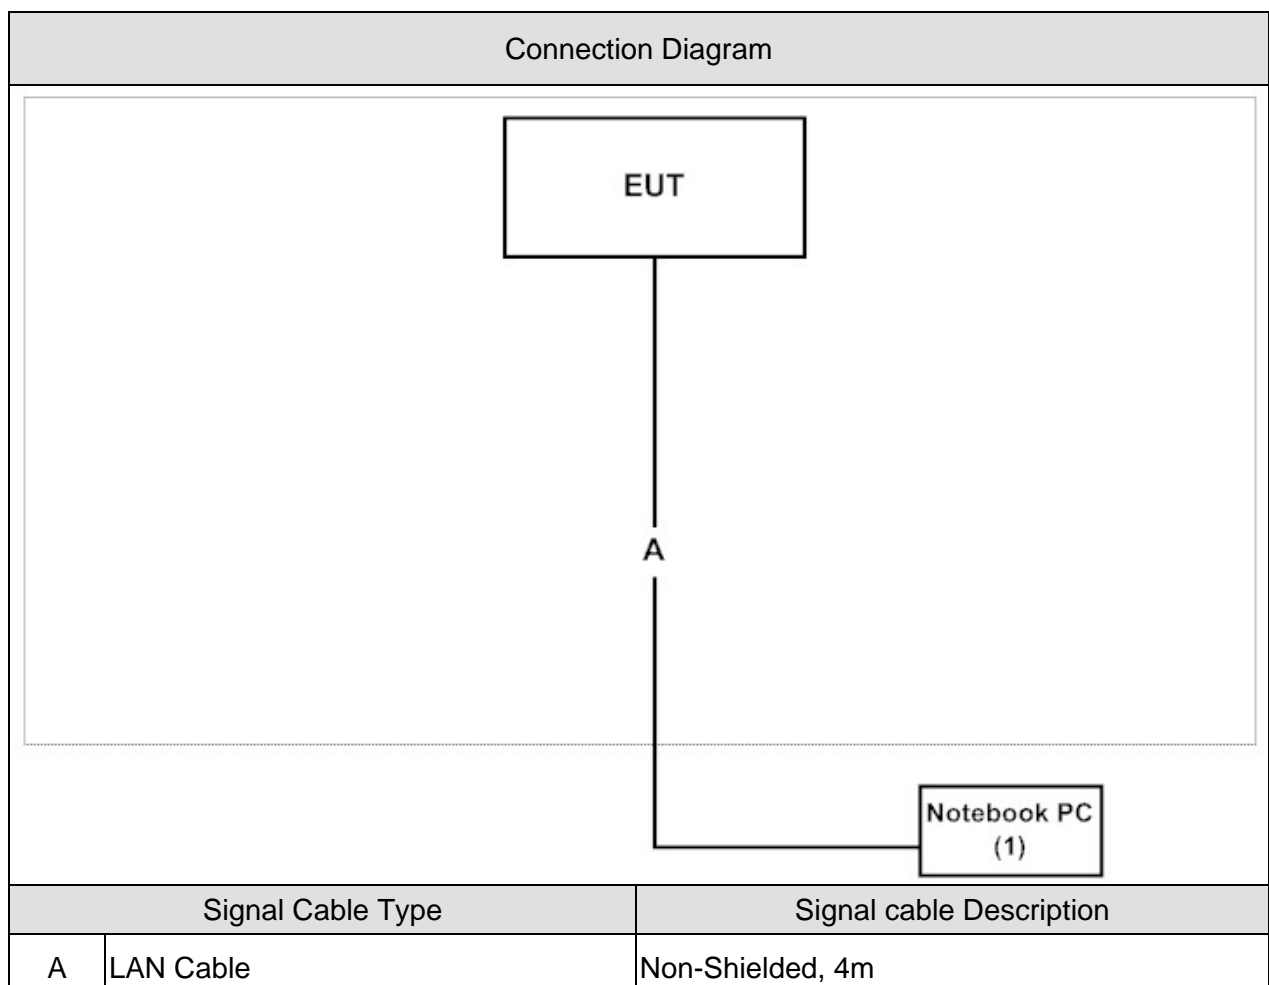 Connection Diagram
EUT
A
Notebook PC
(1)
Signal Cable Type
Signal cable Description
A
LAN Cable
Non-Shielded, 4m